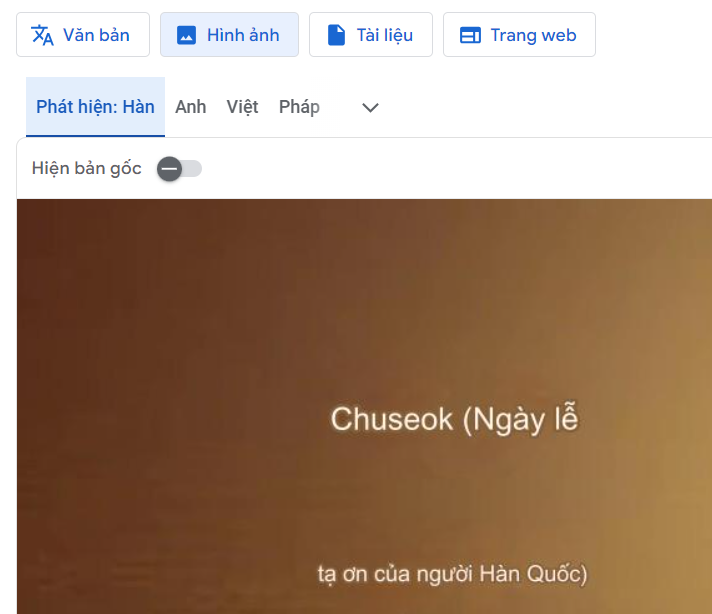 Văn bản Hình ảnh Tài liệu Trang web
Phát hiện: Hàn Anh Việt Pháp
Hiện bản gốc
Chuseok (Ngày lễ
tạ ơn của người Hàn Quốc)